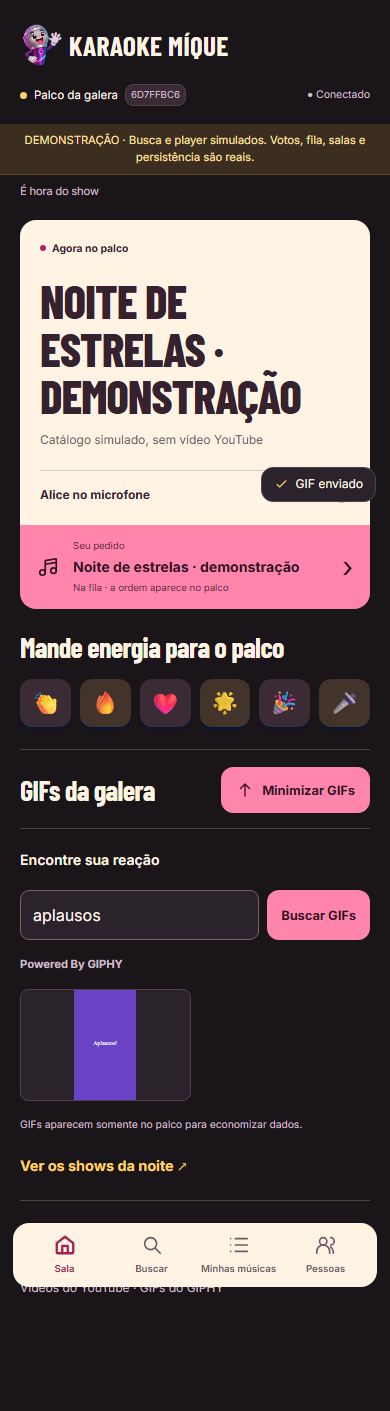 KARAOKE MÍQUE
Palco da galera 6D7FFBC6
Conectado
DEMONSTRAÇÃO · Busca e player simulados. Votos, fila, salas e
persistência são reais.
É hora do show
Agora no palco
NOITE DE
ESTRELAS ·
DEMONSTRAÇÃO
Catálogo simulado, sem vídeo YouTube
GIF enviado
Alice no microfone
Seu pedido
Noite de estrelas · demonstração
Na fila · a ordem aparece no palco
Mande energia para o palco
GIFs da galera
Minimizar GIFs
Encontre sua reação
aplausos
Buscar GIFs
Powered By GIPHY
Aplausos!
GIFs aparecem somente no palco para economizar dados.
Ver os shows da noite ↗
Sala
Buscar
Minhas músicas
Pessoas
Vídeos do YouTube · GIFs do GIPHY